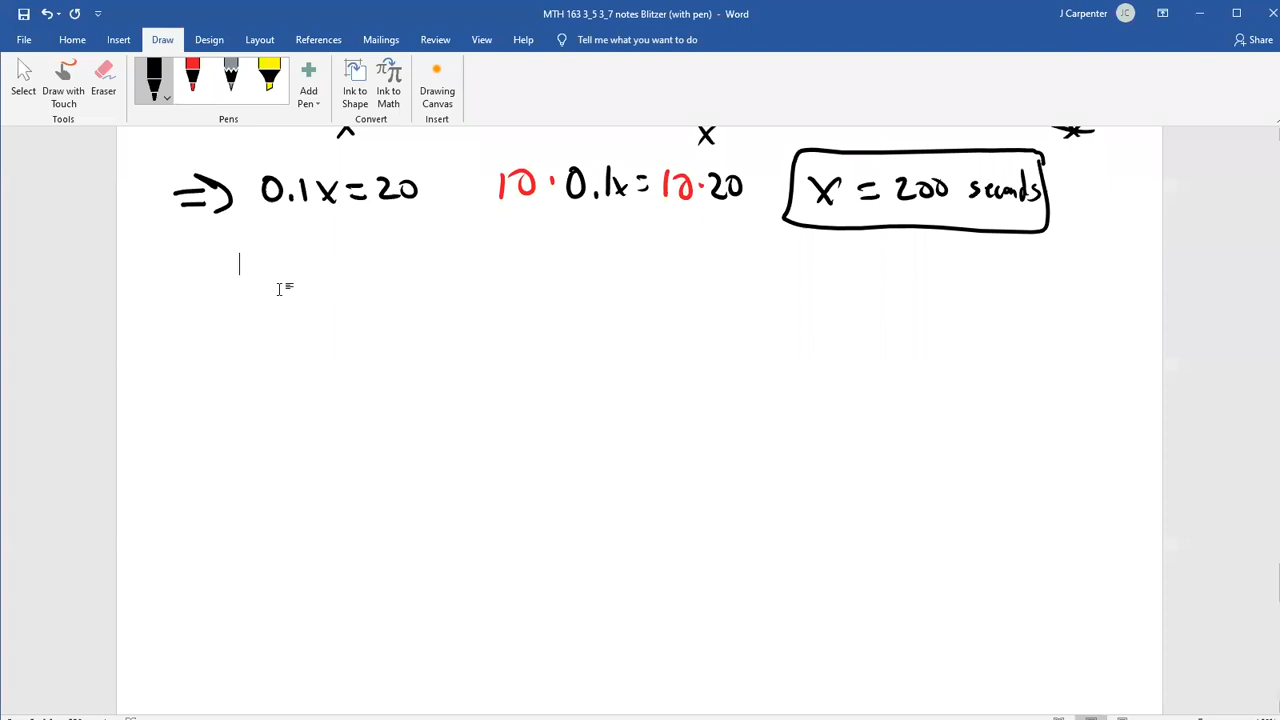 MTH 163 3_5 3_7 notes Blitzer (with pen) - Word
J Carpenter JC
File Home Insert Draw Design Layout References Mailings Review View Help Tell me what you want to do Share
Select Draw with Touch Eraser Add Pen Ink to Shape Ink to Math Drawing Canvas
Tools Pens Convert Insert
x x x
=> 0.1x=20 10·0.1x=10·20 x = 200 seconds